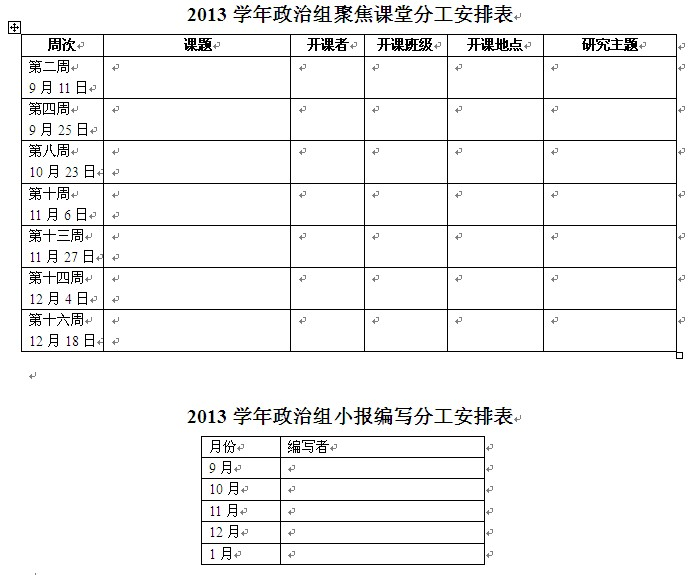 2013 学年政治组聚焦课堂分工安排表
周次 课题 开课者 开课班级 开课地点 研究主题
第二周
9 月 11 日
第四周
9 月 25 日
第八周
10 月 23 日
第十周
11 月 6 日
第十三周
11 月 27 日
第十四周
12 月 4 日
第十六周
12 月 18 日
2013 学年政治组小报编写分工安排表
月份 编写者
9 月
10 月
11 月
12 月
1 月